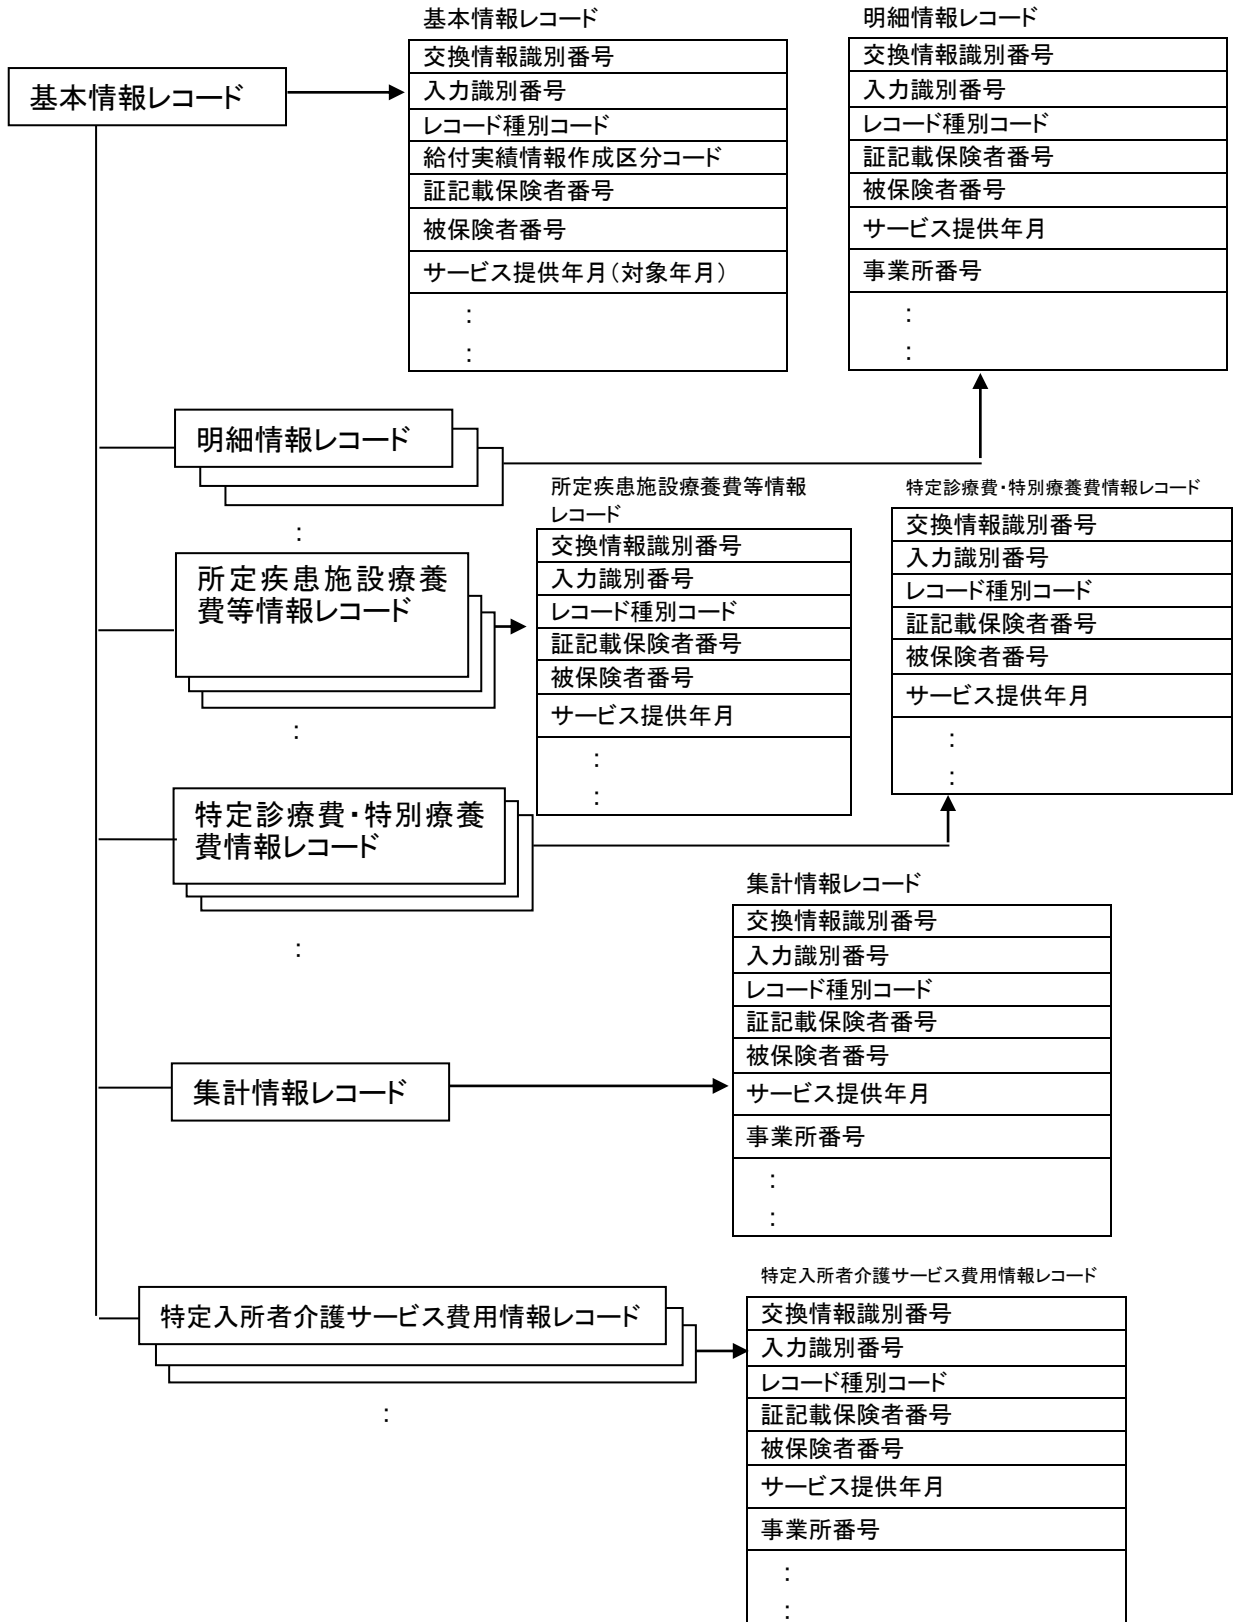 基本情報レコード
基本情報レコード
交換情報識別番号
入力識別番号
レコード種別コード
給付実績情報作成区分コード
証記載保険者番号
被保険者番号
サービス提供年月(対象年月)
:
:
明細情報レコード
交換情報識別番号
入力識別番号
レコード種別コード
証記載保険者番号
被保険者番号
サービス提供年月
事業所番号
:
:
明細情報レコード
:
所定疾患施設療養
費等情報レコード
:
所定疾患施設療養費等情報
レコード
交換情報識別番号
入力識別番号
レコード種別コード
証記載保険者番号
被保険者番号
サービス提供年月
:
:
特定診療費・特別療養費情報レコード
交換情報識別番号
入力識別番号
レコード種別コード
証記載保険者番号
被保険者番号
サービス提供年月
:
:
特定診療費・特別療養
費情報レコード
:
集計情報レコード
集計情報レコード
交換情報識別番号
入力識別番号
レコード種別コード
証記載保険者番号
被保険者番号
サービス提供年月
事業所番号
:
:
特定入所者介護サービス費用情報レコード
:
特定入所者介護サービス費用情報レコード
交換情報識別番号
入力識別番号
レコード種別コード
証記載保険者番号
被保険者番号
サービス提供年月
事業所番号
:
: